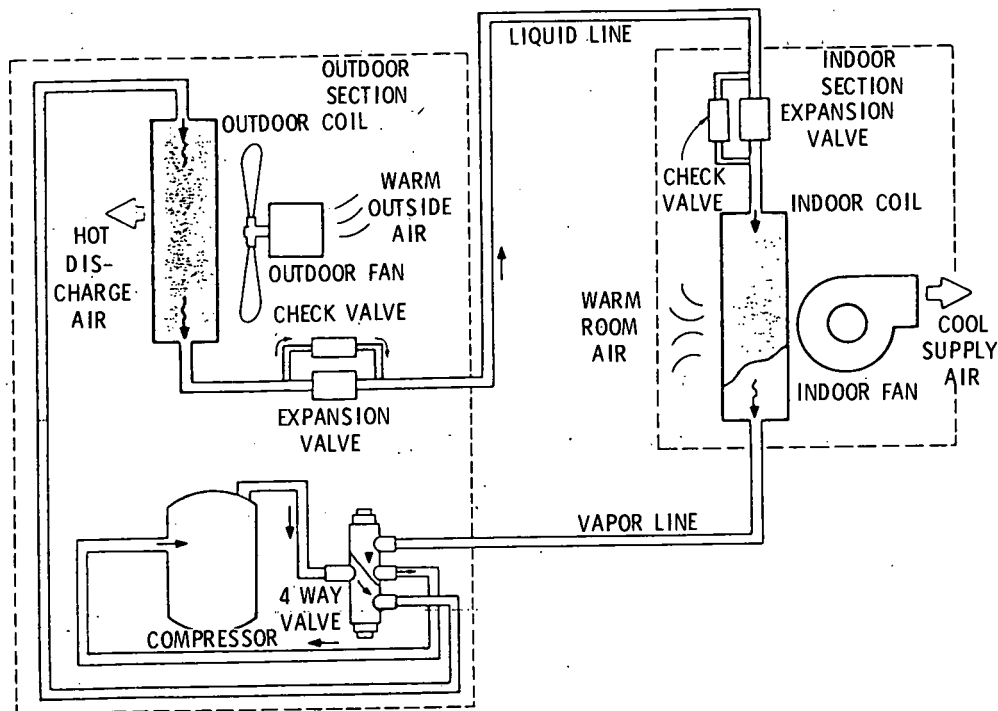 LIQUID LINE
OUTDOOR
SECTION
OUTDOOR COIL
WARM
OUTSIDE
AIR
HOT
DIS-
CHARGE
AIR
OUTDOOR FAN
CHECK VALVE
EXPANSION
VALVE
INDOOR
SECTION
EXPANSION
VALVE
CHECK
VALVE
INDOOR COIL
WARM
ROOM
AIR
COOL
SUPPLY
AIR
INDOOR FAN
VAPOR LINE
4 WAY
VALVE
COMPRESSOR